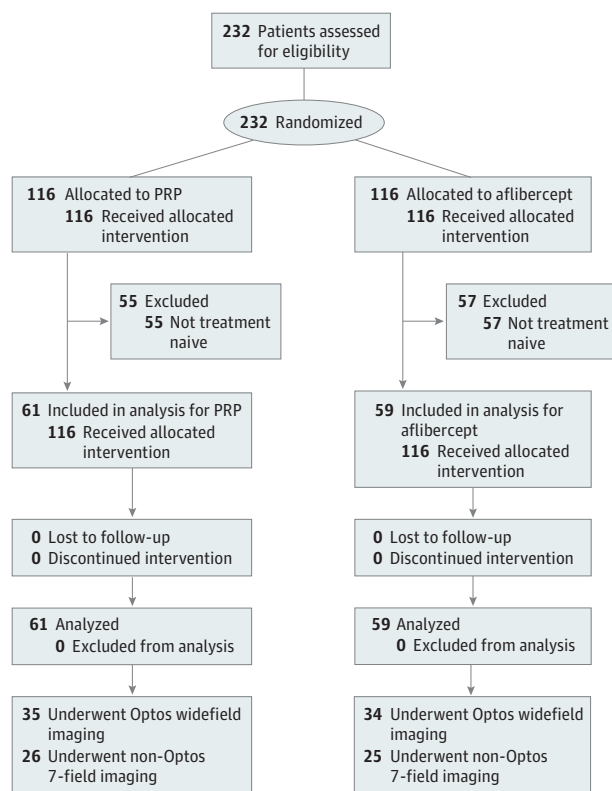 232 Patients assessed
for eligibility
232 Randomized
116 Allocated to PRP
116 Received allocated
intervention
116 Allocated to aflibercept
116 Received allocated
intervention
55 Excluded
55 Not treatment
naive
57 Excluded
57 Not treatment
naive
61 Included in analysis for PRP
116 Received allocated
intervention
59 Included in analysis for
aflibercept
116 Received allocated
intervention
0 Lost to follow-up
0 Discontinued intervention
0 Lost to follow-up
0 Discontinued intervention
61 Analyzed
0 Excluded from analysis
59 Analyzed
0 Excluded from analysis
35 Underwent Optos widefield
imaging
26 Underwent non-Optos
7-field imaging
34 Underwent Optos widefield
imaging
25 Underwent non-Optos
7-field imaging